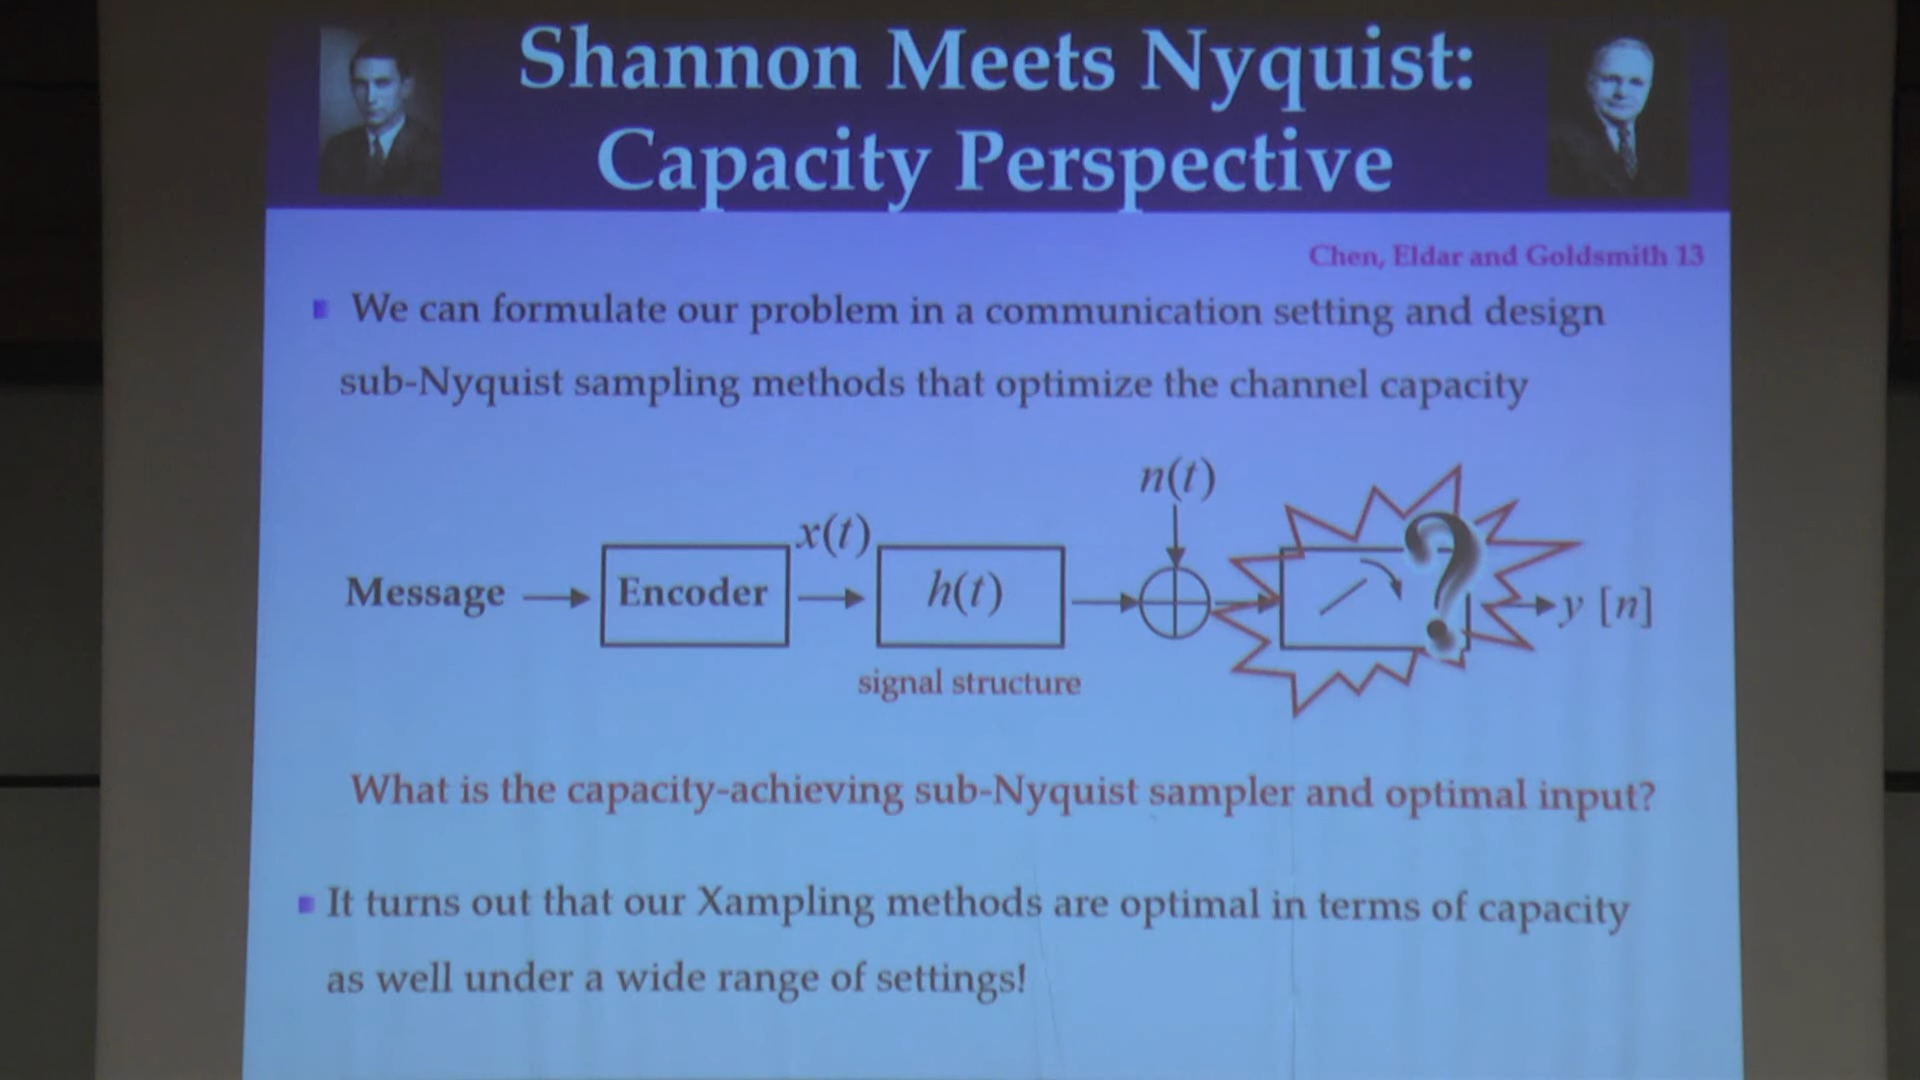 Shannon Meets Nyquist:
Capacity Perspective
Chen, Eldar and Goldsmith 13
We can formulate our problem in a communication setting and design
sub-Nyquist sampling methods that optimize the channel capacity
n(t)
x(t)
Message
Encoder
h(t)
?
y [n]
signal structure
What is the capacity-achieving sub-Nyquist sampler and optimal input?
It turns out that our Xampling methods are optimal in terms of capacity
as well under a wide range of settings!